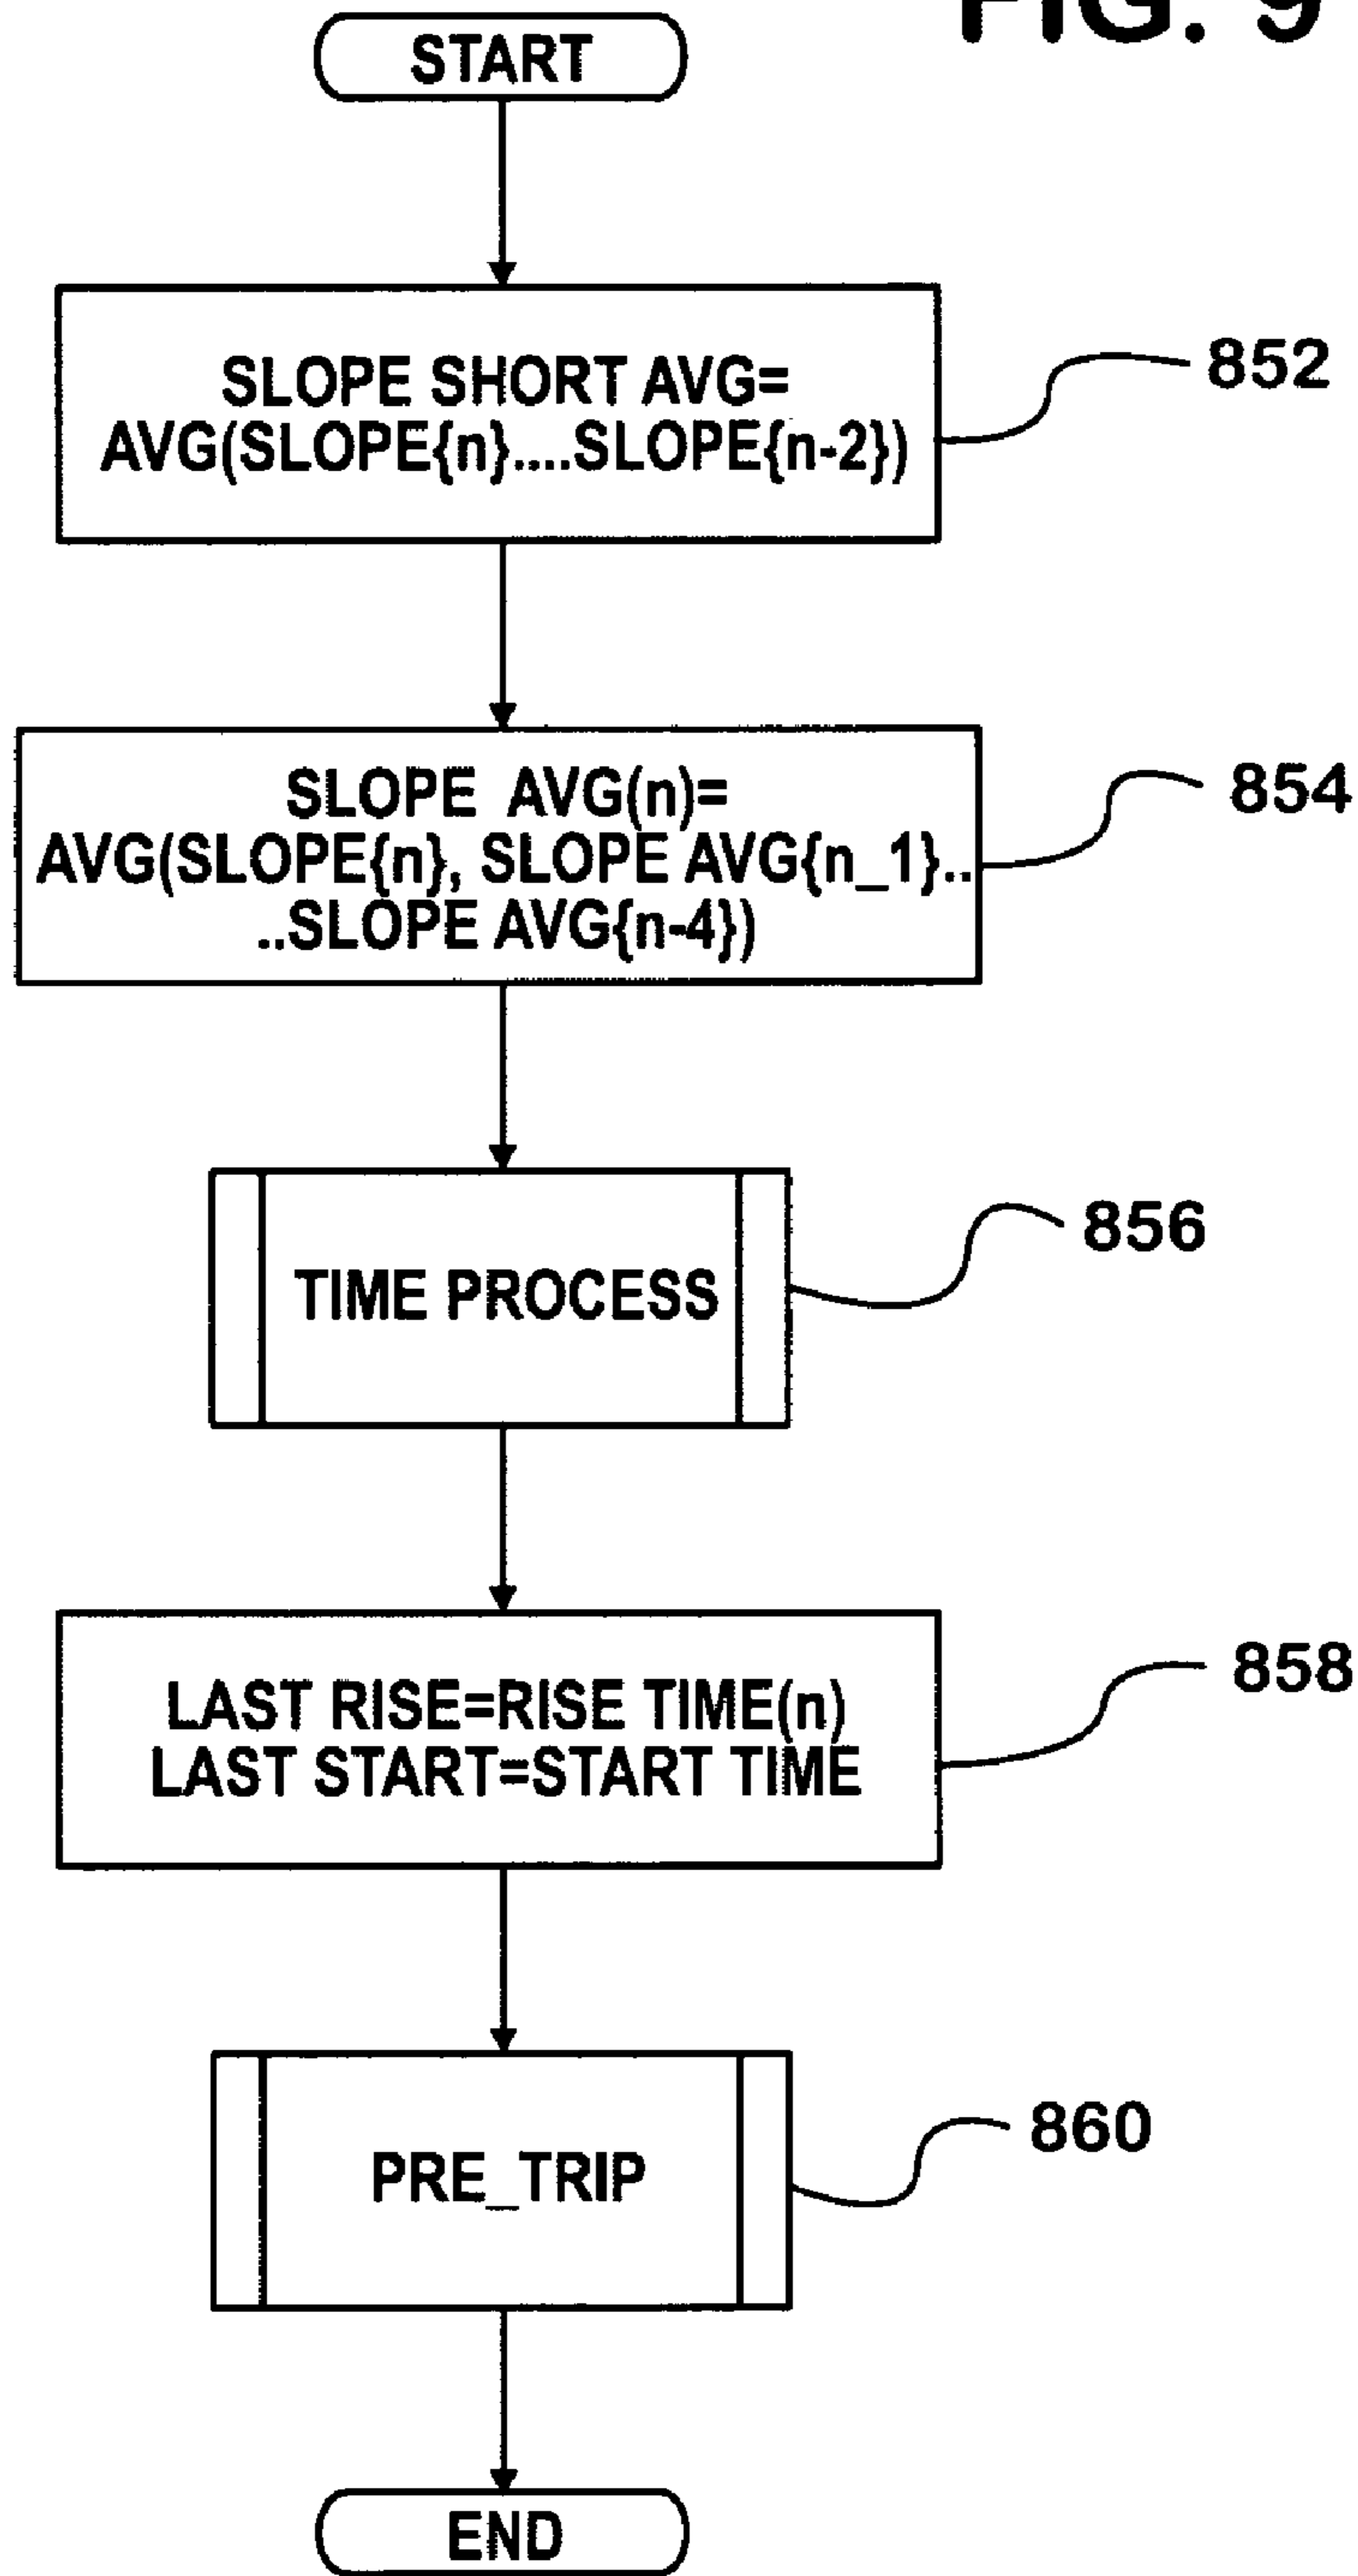 FIG. 9
START
SLOPE SHORT AVG=
AVG(SLOPE{n}....SLOPE{n-2})
852
SLOPE AVG(n)=
AVG(SLOPE{n}, SLOPE AVG{n_1}..
..SLOPE AVG{n-4})
854
TIME PROCESS
856
LAST RISE=RISE TIME(n)
LAST START=START TIME
858
PRE_TRIP
860
END